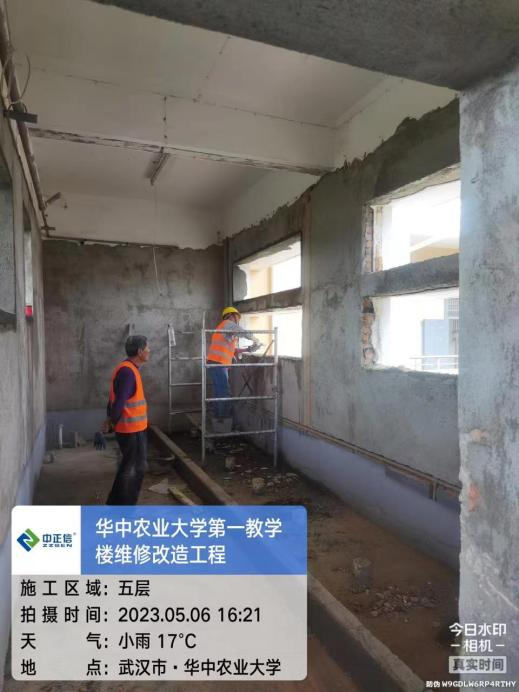 中正信®
ZZSEN
华中农业大学第一教学
楼维修改造工程
施工区域：五层
拍摄时间：2023.05.06 16:21
天 气：小雨 17°C
地 点：武汉市·华中农业大学
今日水印
-相机-
真实时间
防伪 W9GDLW6RP4RTHY